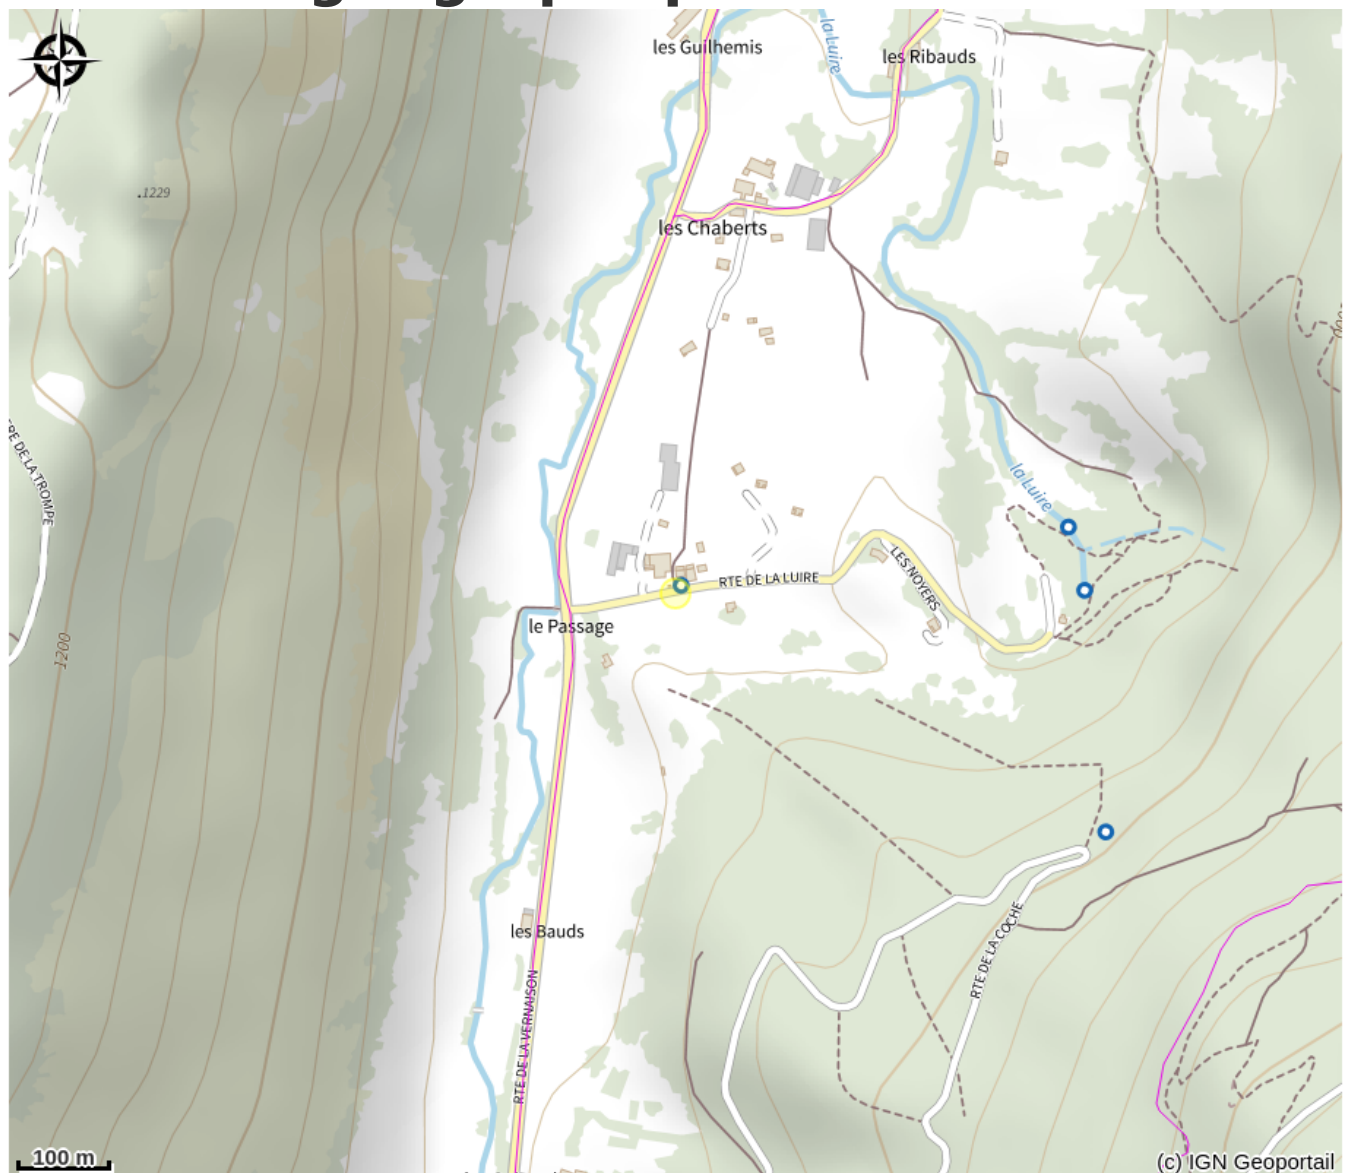 la Luire
les Guilhemis
les Ribauds
.1229
les Chaberts
RE DE LA TROMPE
la Luire
LES NOYERS
RTE DE LA LUIRE
le Passage
1200
les Bauds
RTE DE LA COCHE
RTE DE LA VERNAISON
100 m
(c) IGN Geoportail